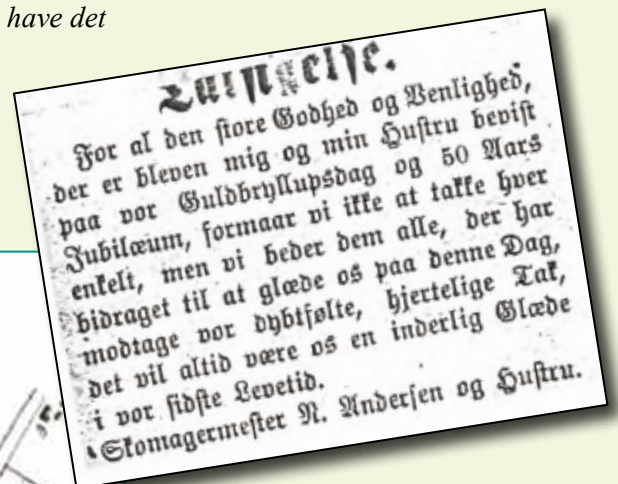 have det
Taksigelse.
For al den store Godhed og Venlighed,
der er bleven mig og min Hustru bevist
paa vor Guldbryllupsdag og 50 Aars
Jubilæum, formaar vi ikke at takke hver
enkelt, men vi beder dem alle, der har
bidraget til at glæde os paa denne Dag,
modtage vor dybtfølte, hjertelige Tak,
det vil altid være os en inderlig Glæde
i vor sidste Levetid.
Skomagermester N. Andersen og Hustru.